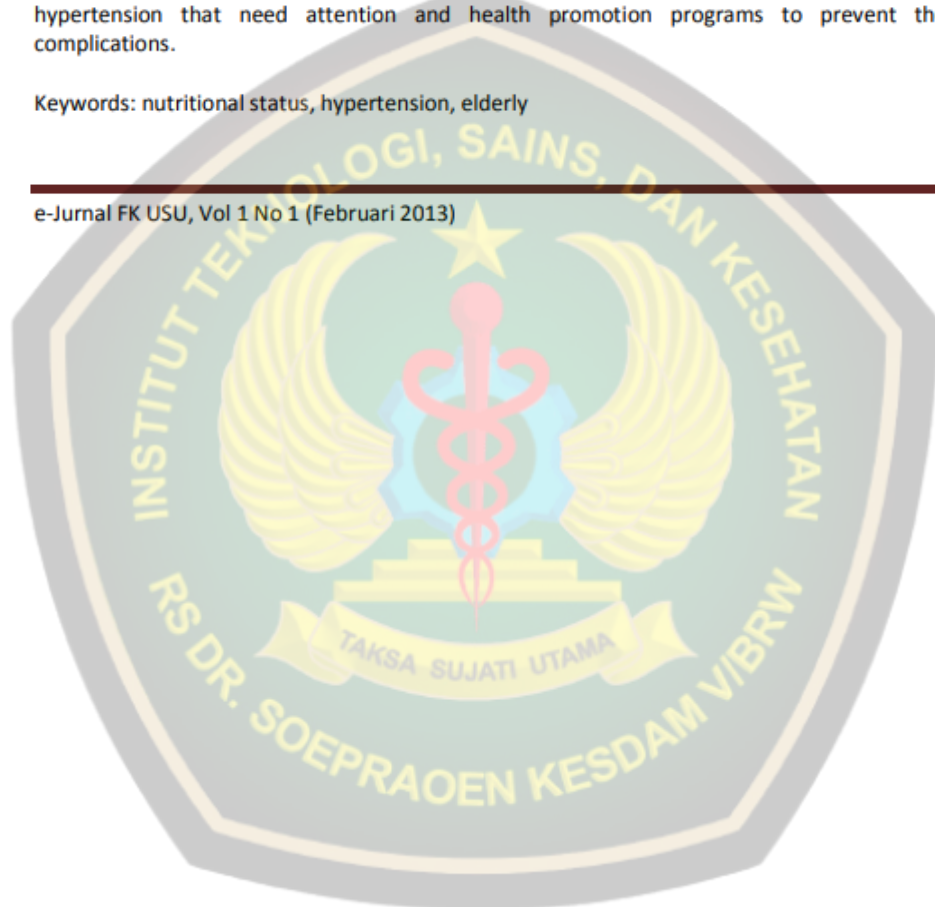 hypertension that need attention and health promotion programs to prevent th
complications.
Keywords: nutritional status, hypertension, elderly
e-Jurnal FK USU, Vol 1 No 1 (Februari 2013)
INSTITUT TEKNOLOGI, SAINS, DAN KESEHATAN
TAKSA SUJATI UTAMA
RS DR. SOEPRAOEN KESDAM V/BRW